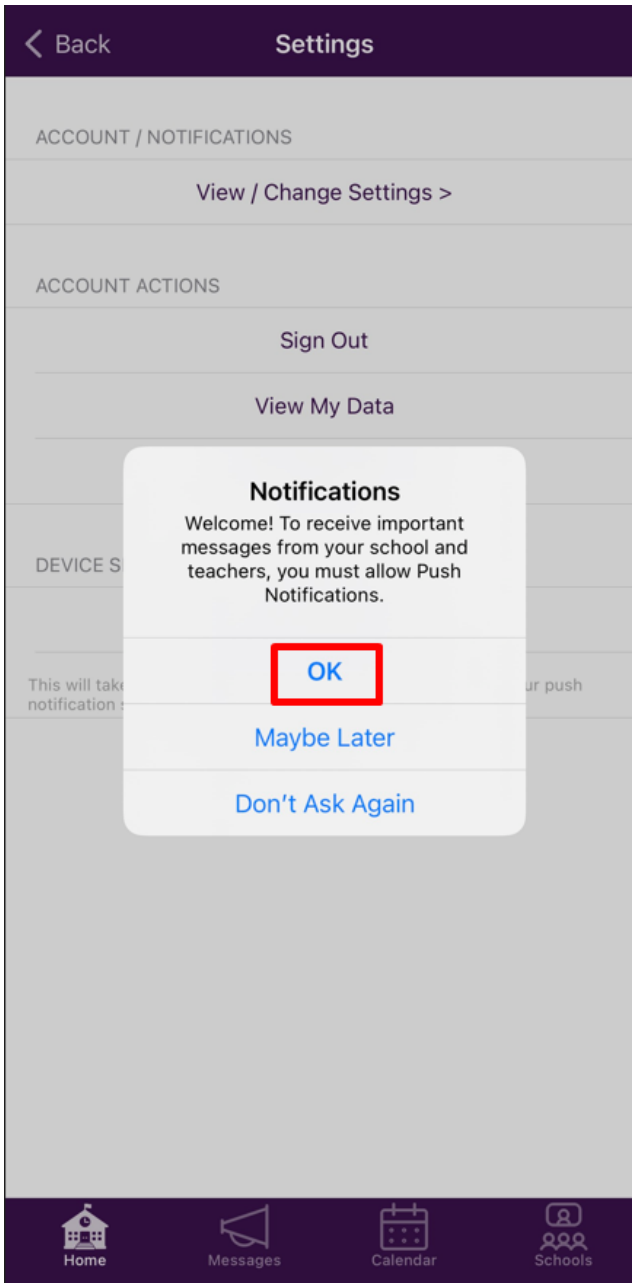 Back
Settings
ACCOUNT / NOTIFICATIONS
View / Change Settings >
ACCOUNT ACTIONS
Sign Out
View My Data
Notifications
Welcome! To receive important
messages from your school and
teachers, you must allow Push
Notifications.
DEVICE S
OK
This will take
ur push
notification
Maybe Later
Don't Ask Again
Home
Messages
Calendar
Schools